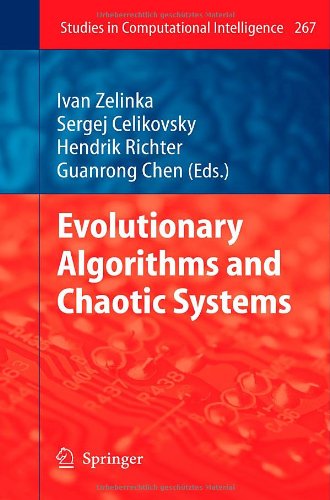 Studies in Computational Intelligence 267
Ivan Zelinka
Sergej Celikovsky
Hendrik Richter
Guanrong Chen (Eds.)
Evolutionary
Algorithms and
Chaotic Systems
Springer